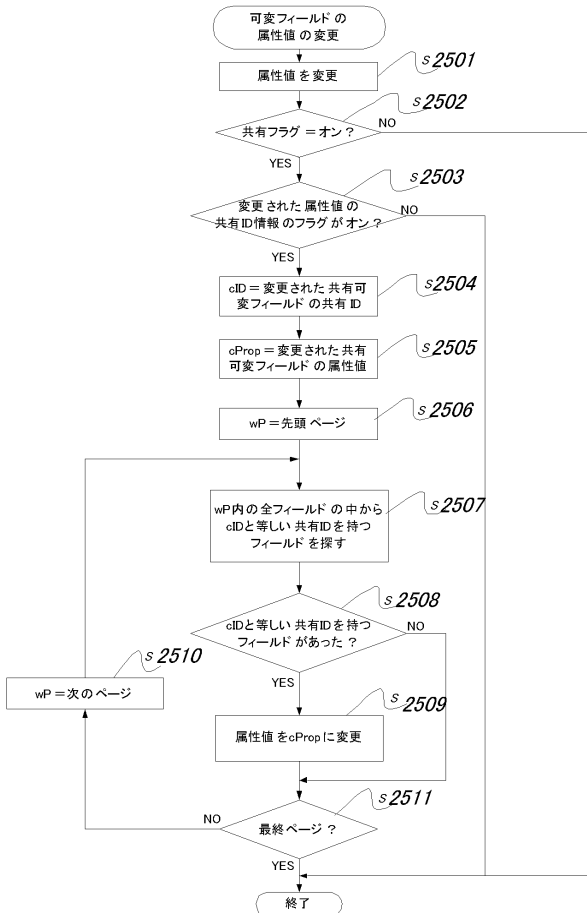 可変フィールドの
属性値の変更
S2501
属性値を変更
S2502
共有フラグ＝オン？
NO
YES
S2503
変更された属性値の
共有ID情報のフラグがオン？
NO
YES
S2504
cID＝変更された共有可
変フィールドの共有ID
S2505
cProp＝変更された共有
可変フィールドの属性値
S2506
wP＝先頭ページ
S2507
wP内の全フィールドの中から
cIDと等しい共有IDを持つ
フィールドを探す
S2508
cIDと等しい共有IDを持つ
フィールドがあった？
NO
YES
S2510
wP＝次のページ
S2509
属性値をcPropに変更
S2511
最終ページ？
NO
YES
終了